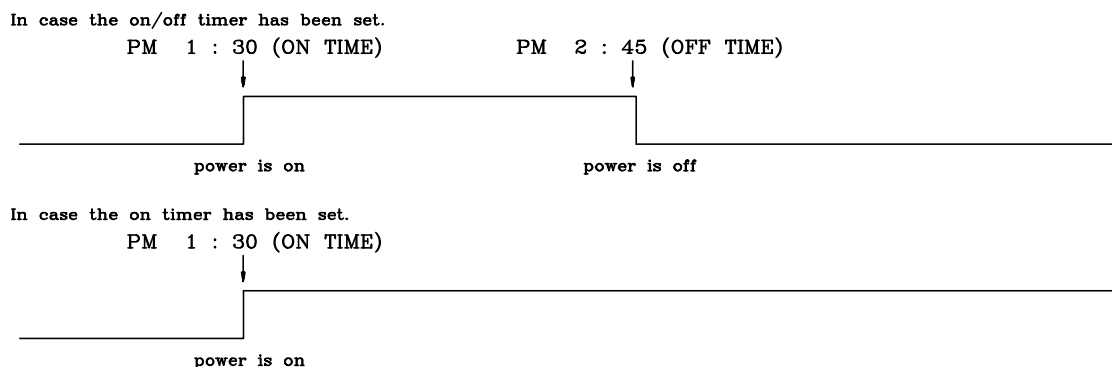 In case the on/off timer has been set.
PM 1 : 30 (ON TIME) PM 2 : 45 (OFF TIME)
power is on power is off
In case the on timer has been set.
PM 1 : 30 (ON TIME)
power is on